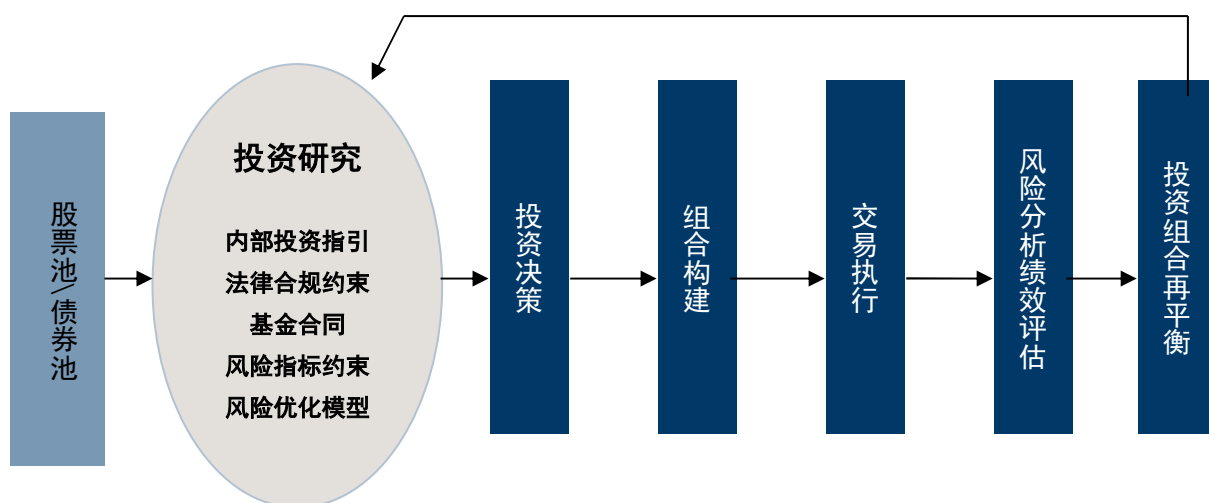 股票池/债券池
投资研究
内部投资指引
法律合规约束
基金合同
风险指标约束
风险优化模型
投资决策
组合构建
交易执行
风险分析绩效评估
投资组合再平衡